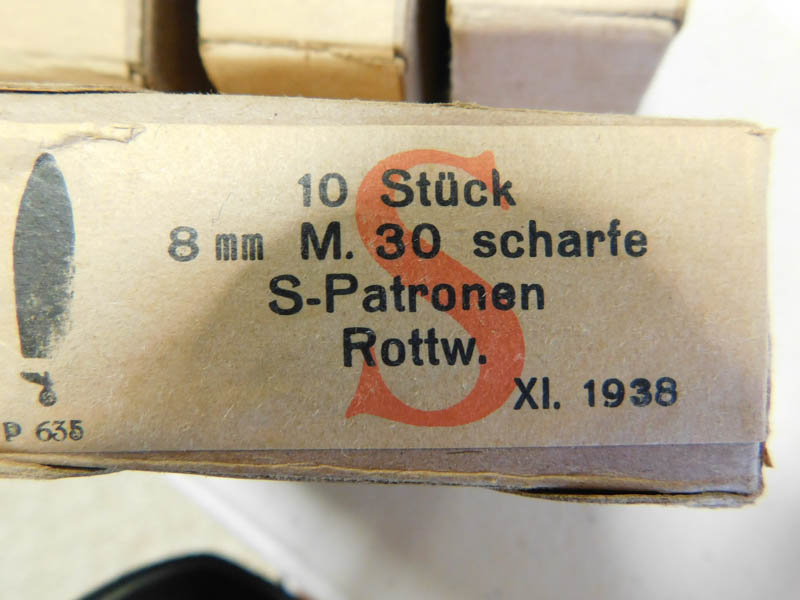 10 Stück
8 mm M. 30 scharfe
S-Patronen
Rottw.
XI. 1938
P 635
S